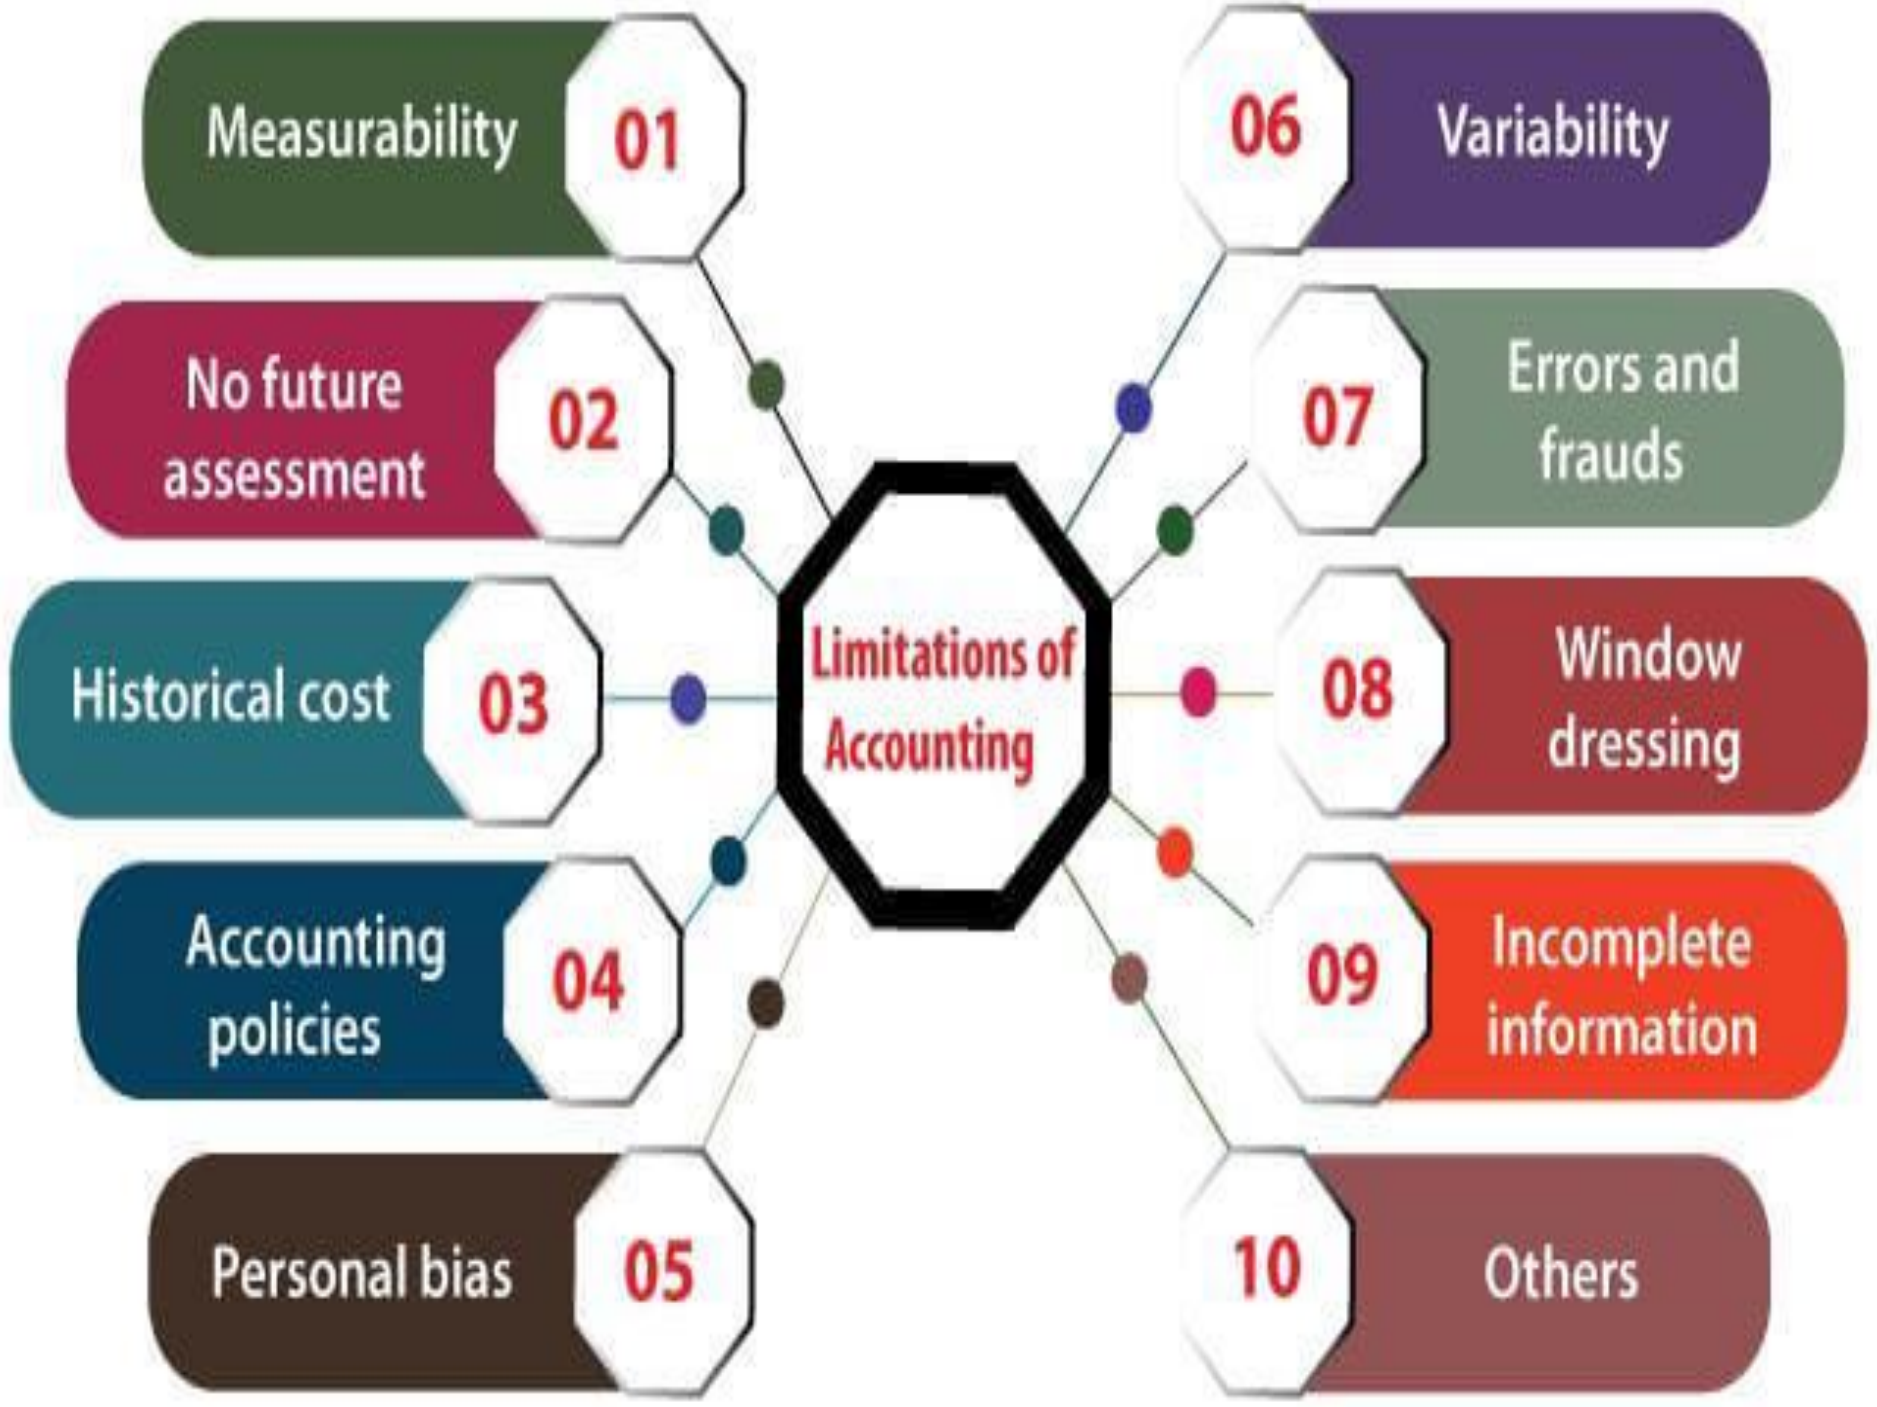 Measurability
01
No future
assessment
02
Historical cost
03
Accounting
policies
04
Personal bias
05
Limitations of
Accounting
06
Variability
07
Errors and
frauds
08
Window
dressing
09
Incomplete
information
10
Others